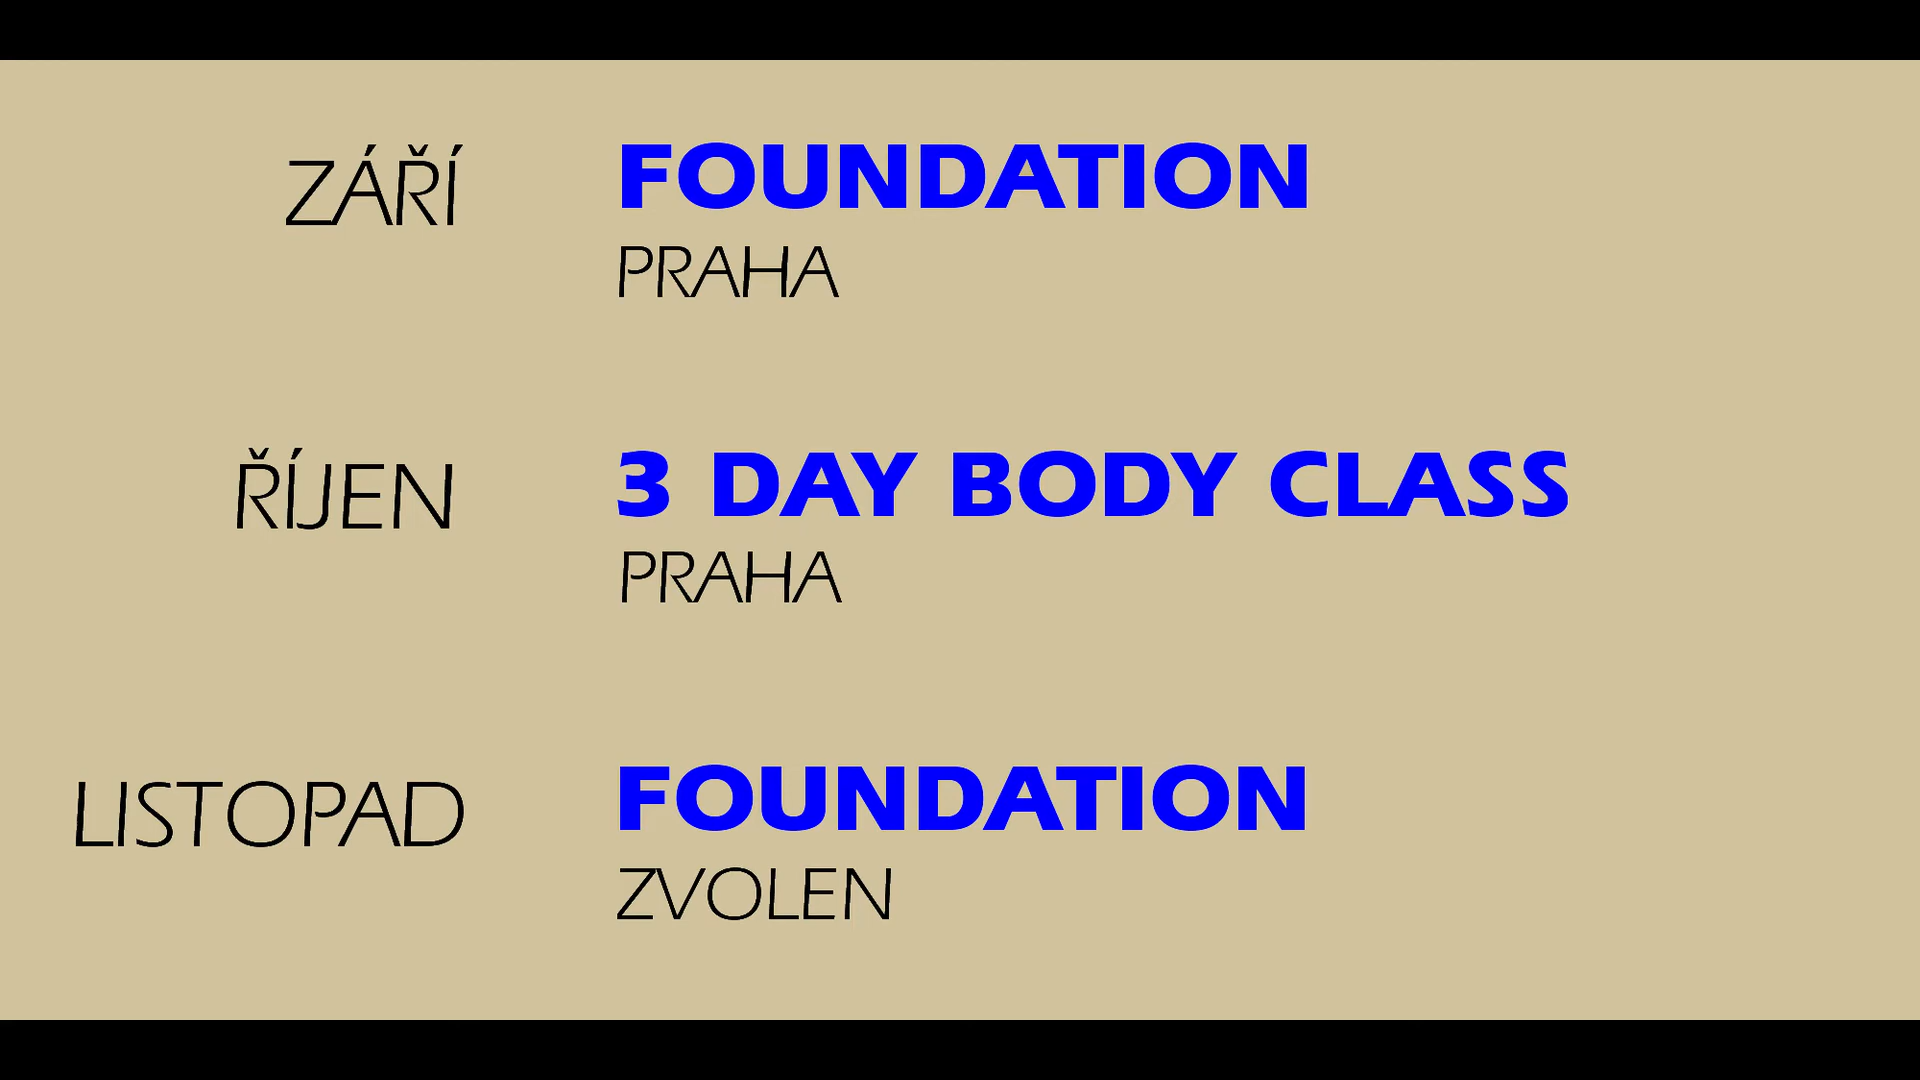 ZÁŘÍ
FOUNDATION
PRAHA
ŘÍJEN
3 DAY BODY CLASS
PRAHA
LISTOPAD
FOUNDATION
ZVOLEN